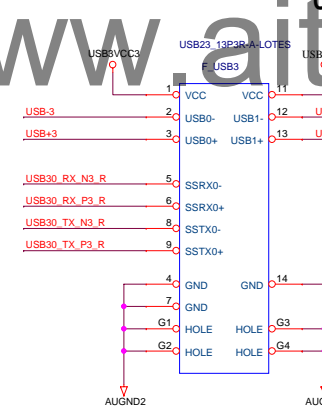 www.ait
USB3VCC3
USB23_13P3R-A-LOTES
F_USB3
USB
1 VCC VCC 11
USB-3 2 USB0- USB1- 12 U
USB+3 3 USB0+ USB1+ 13 U
USB30_RX_N3_R 5 SSRX0-
USB30_RX_P3_R 6 SSRX0+
USB30_TX_N3_R 8 SSTX0-
USB30_TX_P3_R 9 SSTX0+
4 GND GND 14
7 GND
G1 HOLE HOLE G3
G2 HOLE HOLE G4
AUGND2 AUG